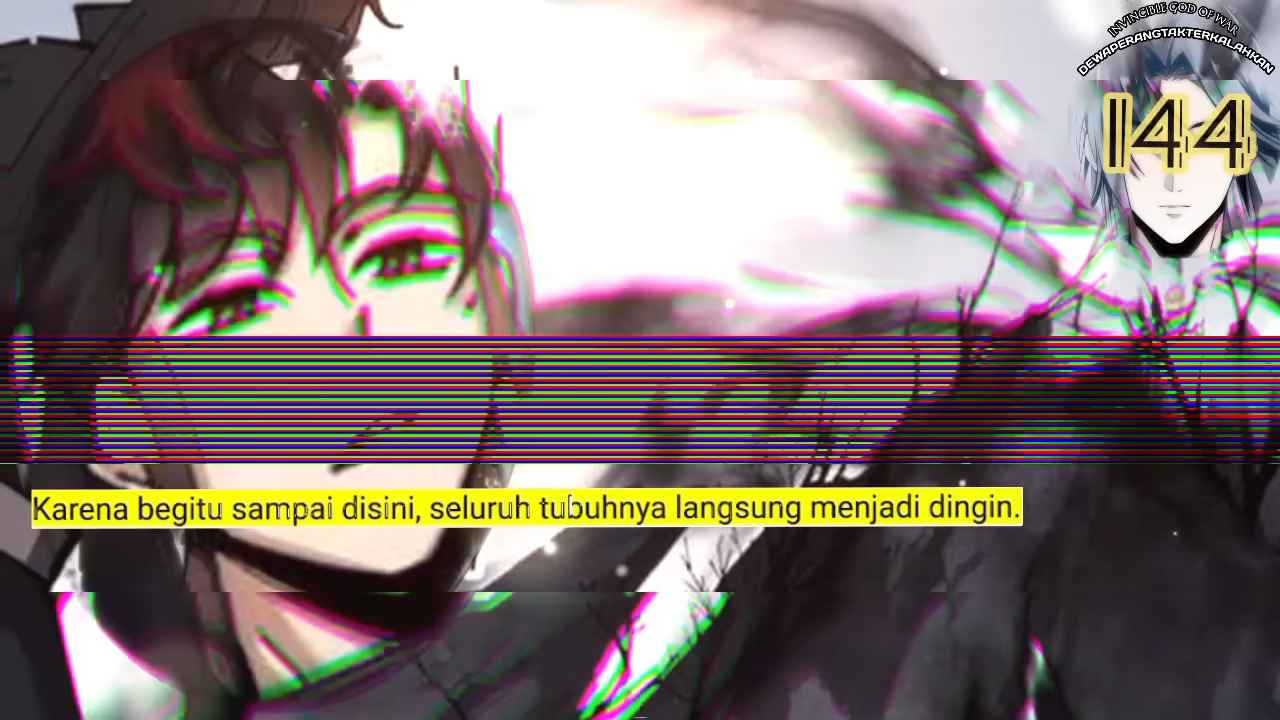 INVINCIBLE GOD OF WAR
DEWAPERANGTAKTERKALAHKAN
144
Karena begitu sampai disini, seluruh tubuhnya langsung menjadi dingin.